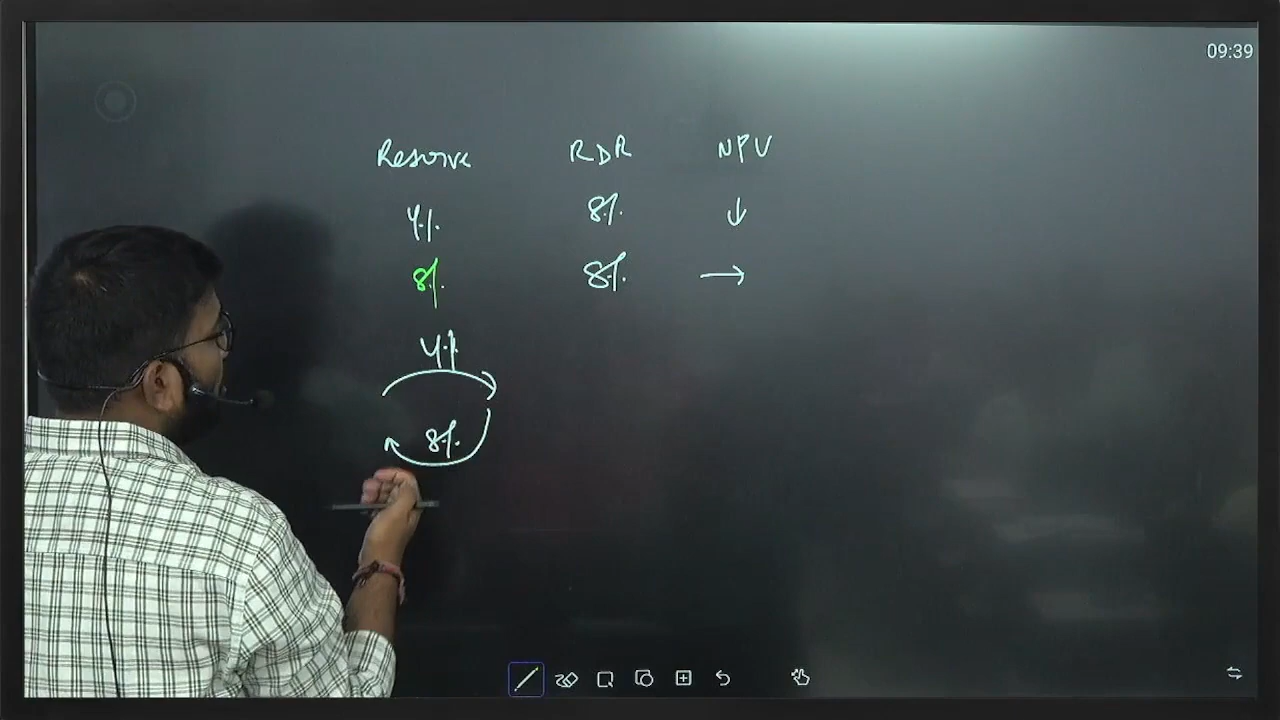 09:39
Reserve RDR NPV
4% 8% ↓
8% 8% →
4%
8%